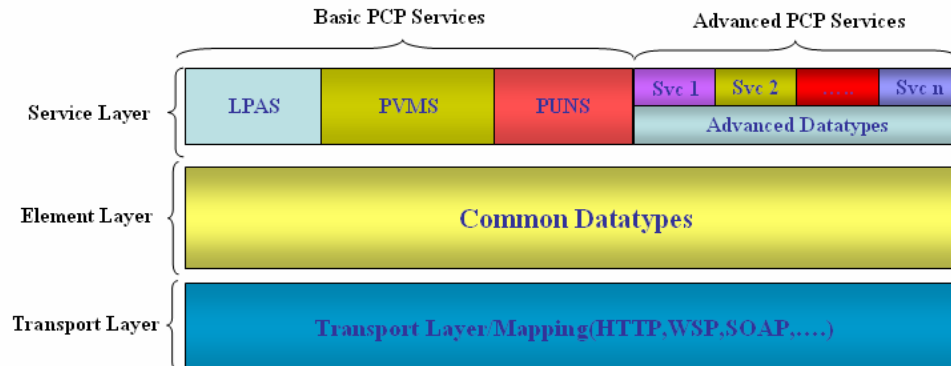 Basic PCP Services
Advanced PCP Services
Service Layer
LPAS
PVMS
PUNS
Svc 1
Svc 2
.....
Svc n
Advanced Datatypes
Element Layer
Common Datatypes
Transport Layer
Transport Layer/Mapping(HTTP,WSP,SOAP,....)